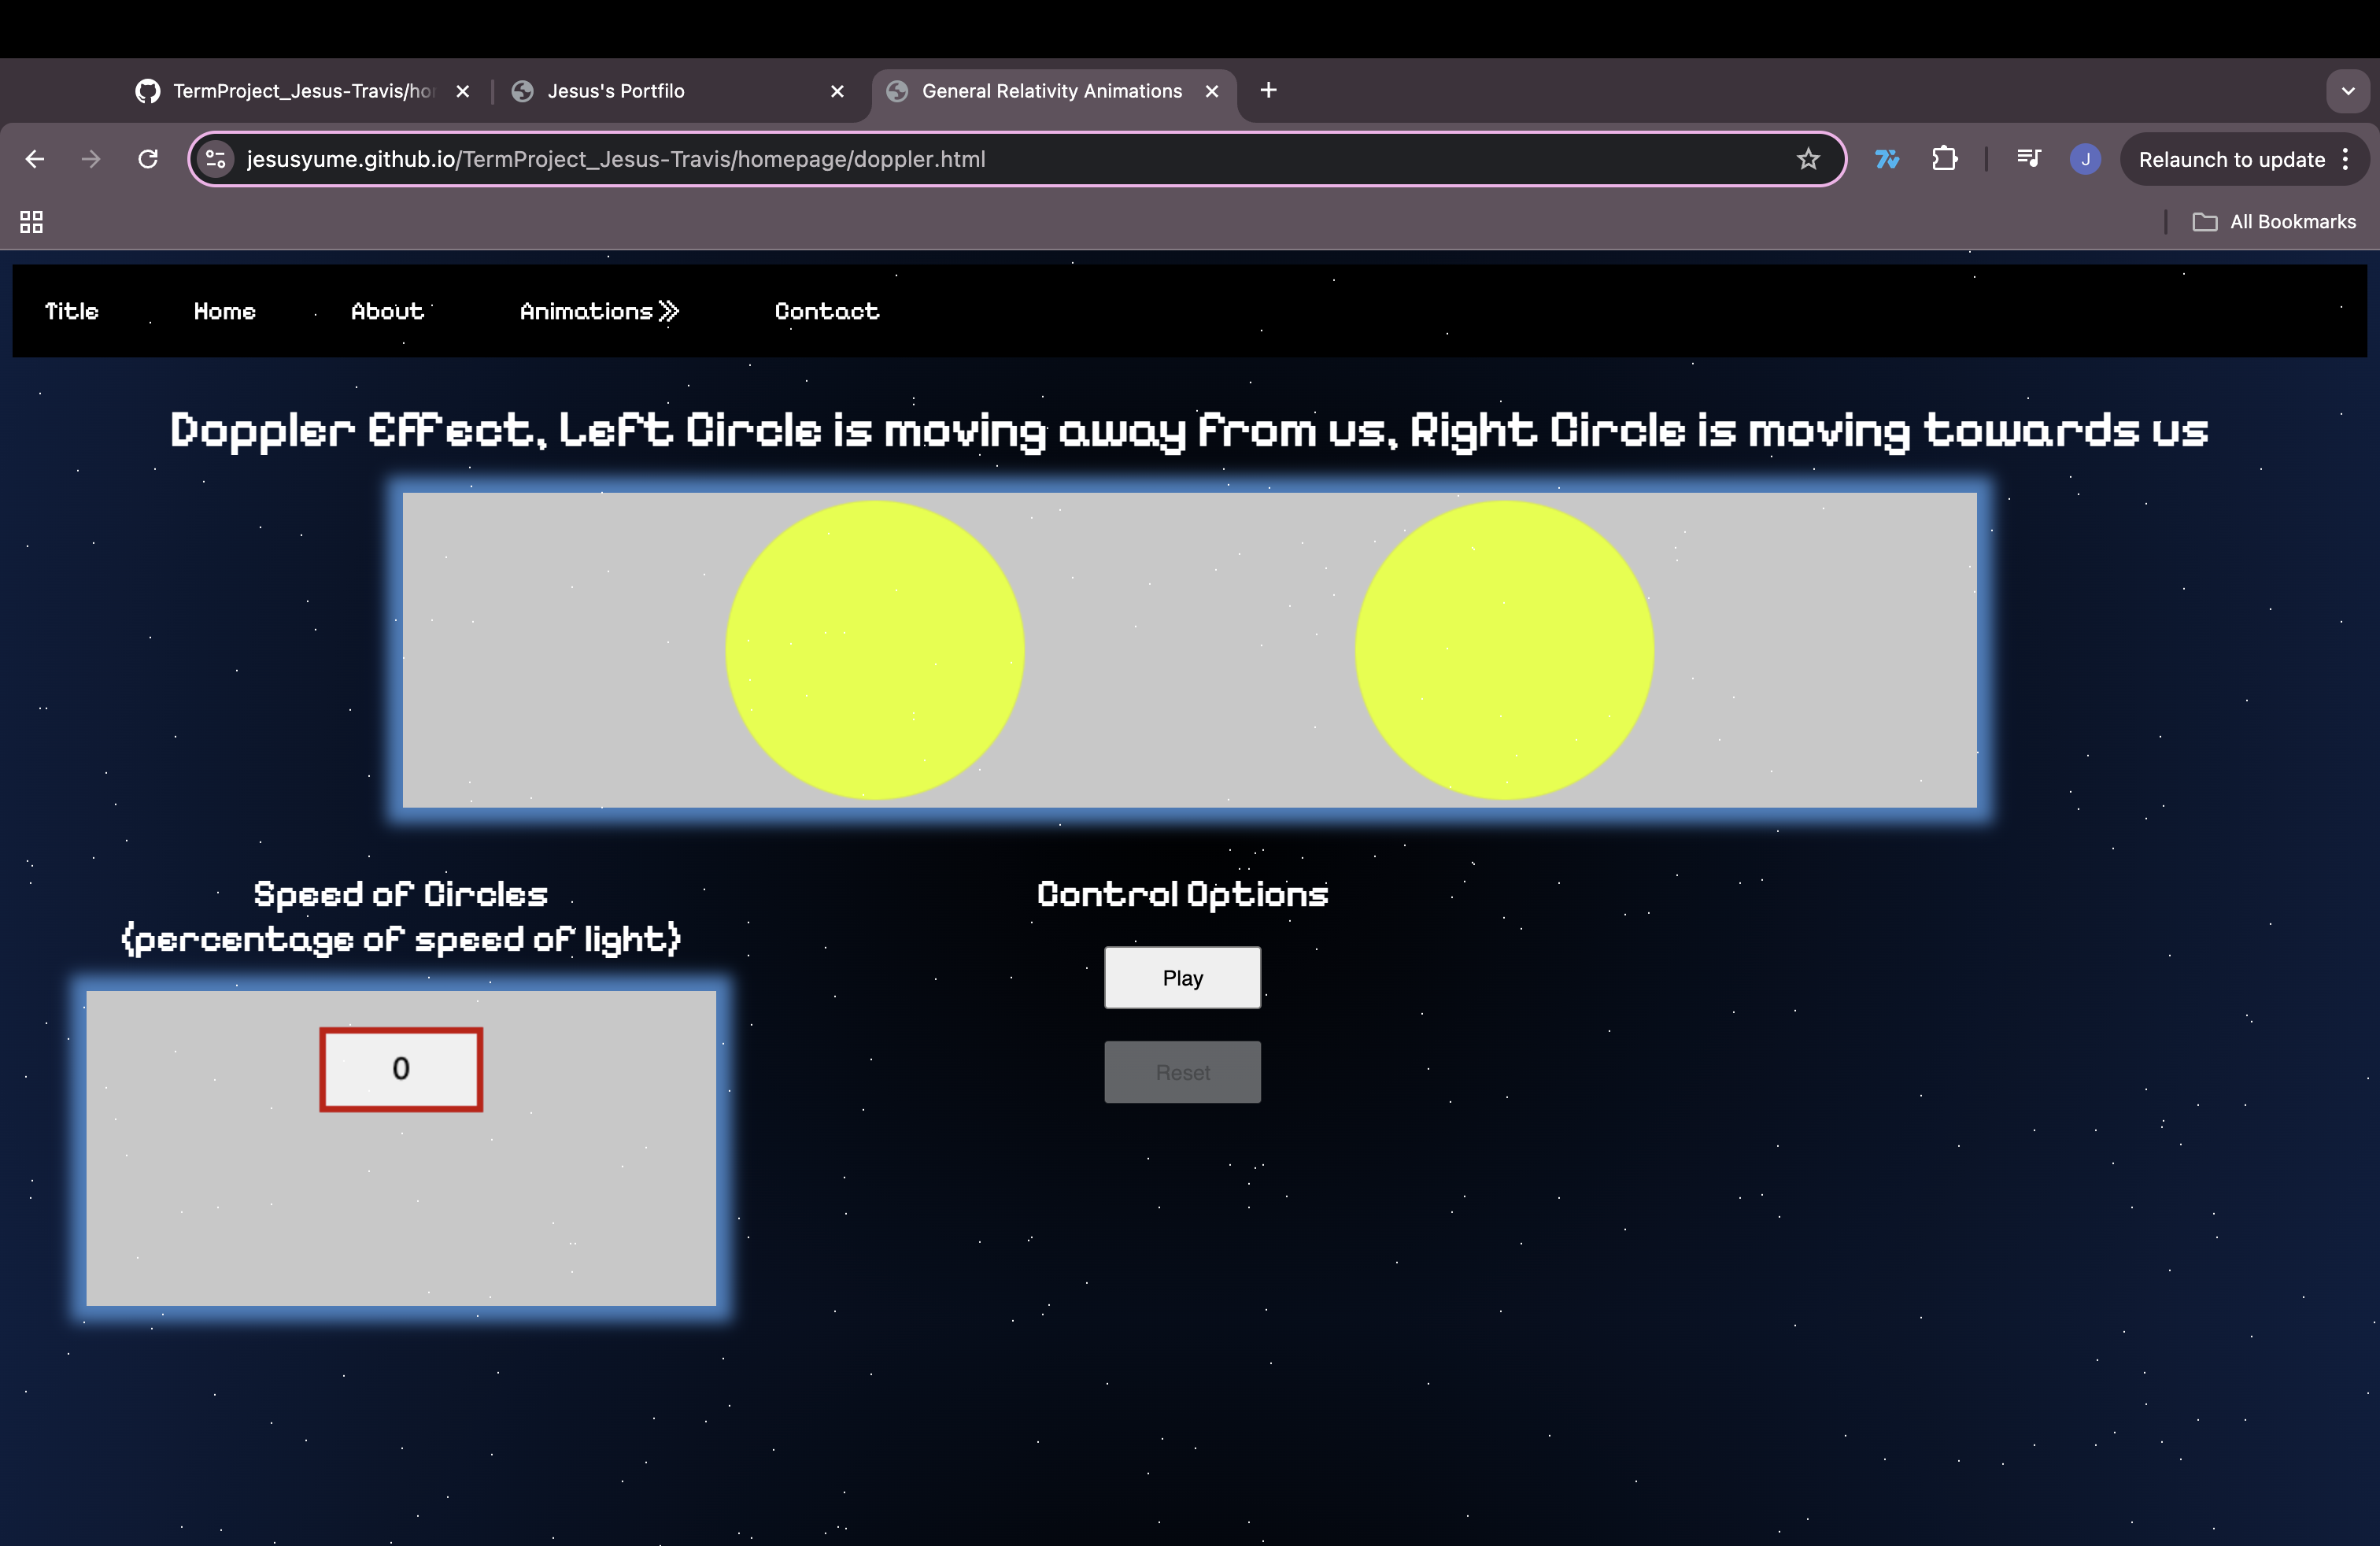 TermProject_Jesus-Travis/ho
Jesus's Portfilo
General Relativity Animations
jesusyume.github.io/TermProject_Jesus-Travis/homepage/doppler.html
J
Relaunch to update
All Bookmarks
Title Home About Animations Contact
Doppler Effect, Left Circle is moving away from us, Right Circle is moving towards us
Speed of Circles
(percentage of speed of light)
0
Control Options
Play
Reset